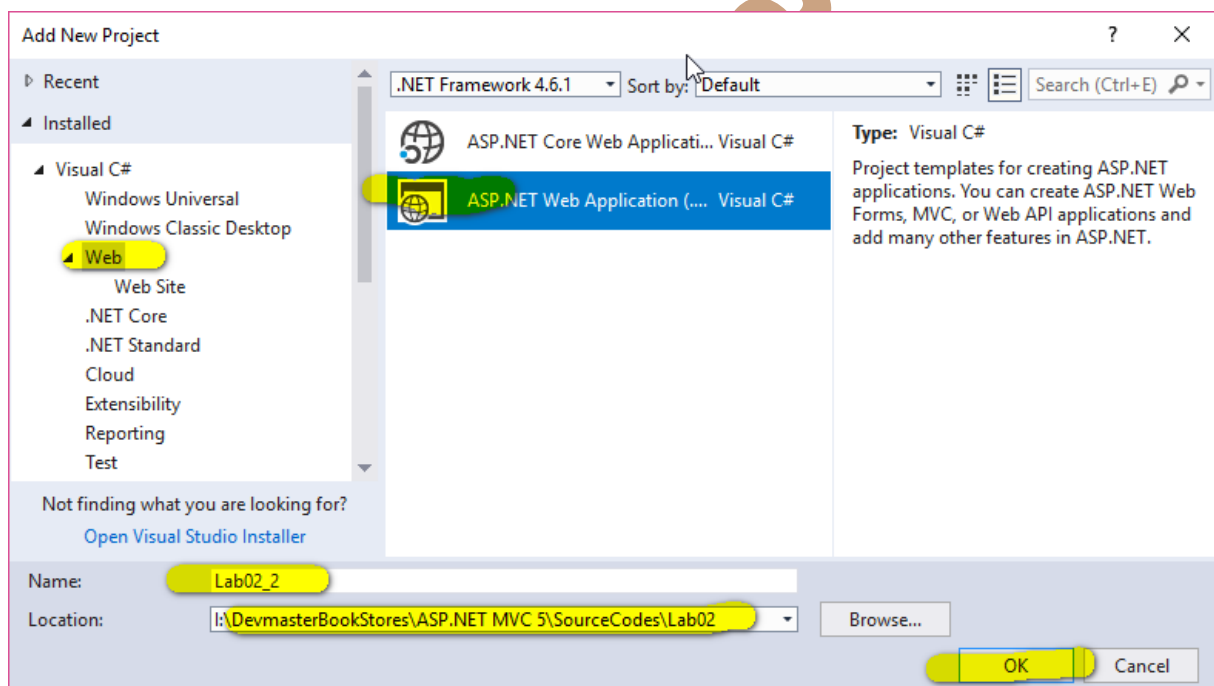 Add New Project
?
Recent
.NET Framework 4.6.1
Sort by:
Default
Search (Ctrl+E)
Installed
Visual C#
Windows Universal
Windows Classic Desktop
Web
Web Site
.NET Core
.NET Standard
Cloud
Extensibility
Reporting
Test
Not finding what you are looking for?
Open Visual Studio Installer
ASP.NET Core Web Applicati... Visual C#
ASP.NET Web Application (.... Visual C#
Type: Visual C#
Project templates for creating ASP.NET
applications. You can create ASP.NET Web
Forms, MVC, or Web API applications and
add many other features in ASP.NET.
Name: Lab02_2
Location: I:\DevmasterBookStores\ASP.NET MVC 5\SourceCodes\Lab02
Browse...
OK
Cancel